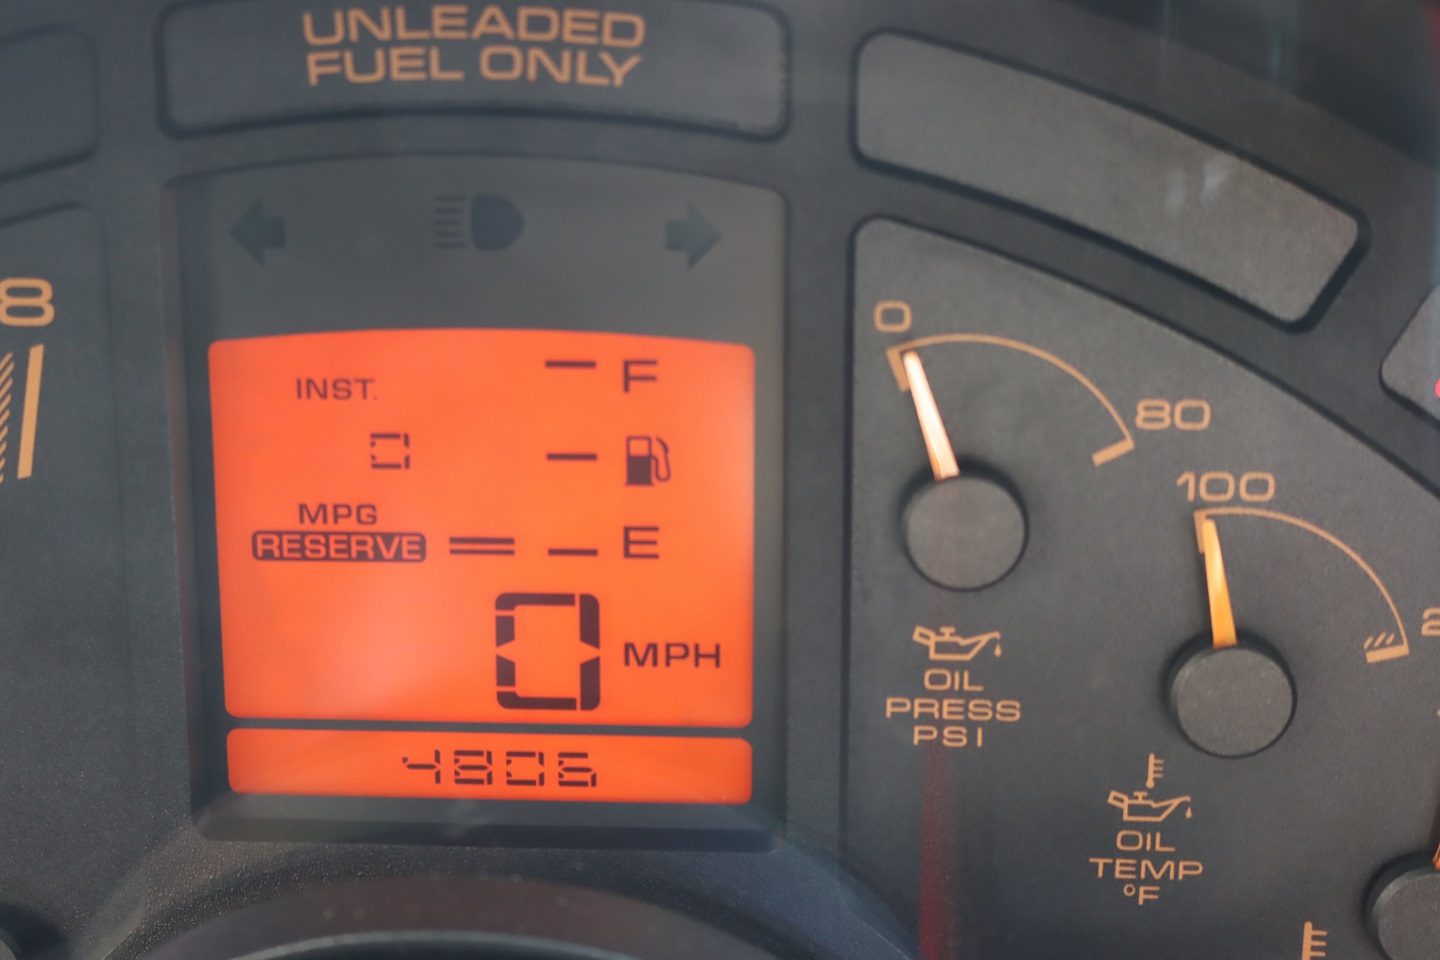 UNLEADED
FUEL ONLY
8
INST.
0
MPG
RESERVE
F
E
0 MPH
4806
0
80
OIL
PRESS
PSI
100
OIL
TEMP
°F